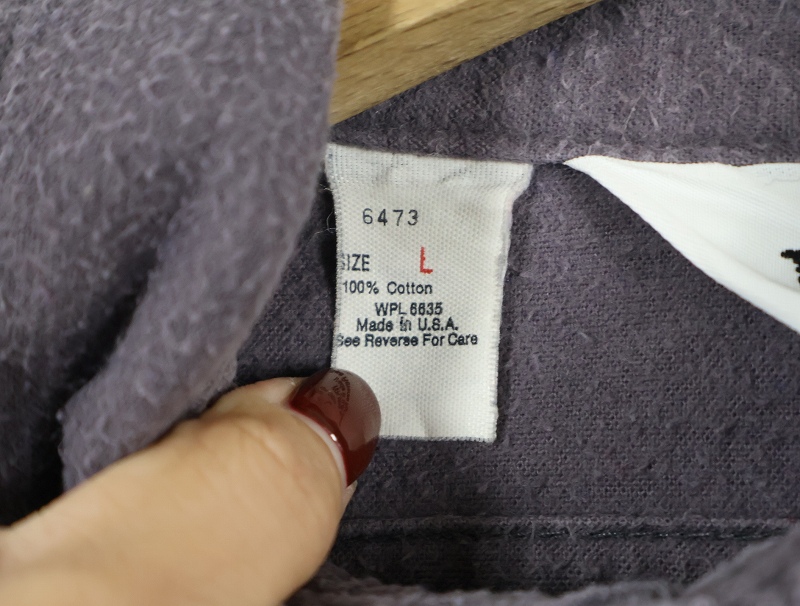 6473
SIZE L
100% Cotton
WPL 6635
Made in U.S.A.
See Reverse For Care